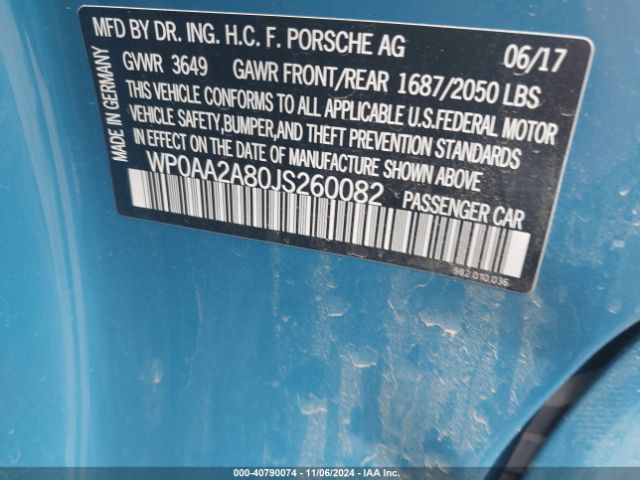 MFD BY DR. ING. H.C. F. PORSCHE AG 06/17
GVWR 3649 GAWR FRONT/REAR 1687/2050 LBS
THIS VEHICLE CONFORMS TO ALL APPLICABLE U.S.FEDERAL MOTOR
VEHICLE SAFETY,BUMPER,AND THEFT PREVENTION STANDARDS
IN EFFECT ON THE DATE OF MANUFACTURE SHOWN ABOVE
WP0AA2A80JS260082 PASSENGER CAR
982.010.036
MADE IN GERMANY
000-40790074 | 11/06/2024 | IAA Inc.